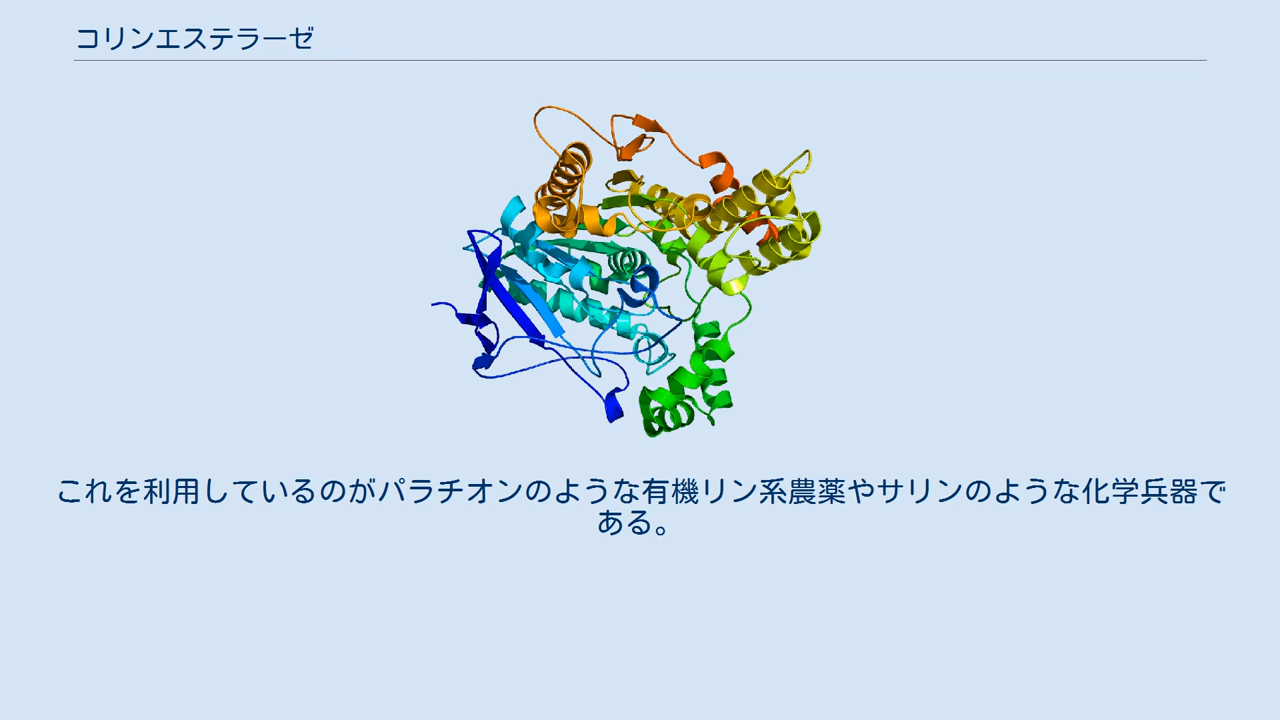 コリンエステラーゼ
これを利用しているのがパラチオンのような有機リン系農薬やサリンのような化学兵器で
ある。